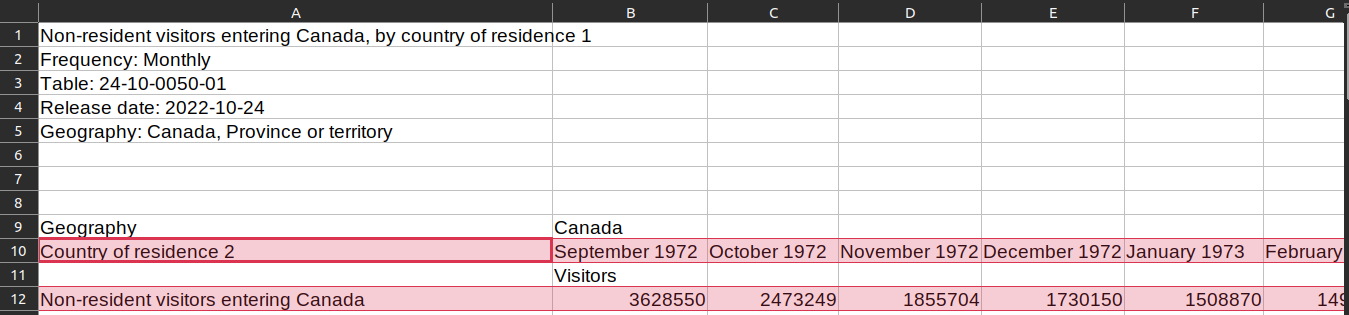 A B C D E F G
1 Non-resident visitors entering Canada, by country of residence 1
2 Frequency: Monthly
3 Table: 24-10-0050-01
4 Release date: 2022-10-24
5 Geography: Canada, Province or territory
6
7
8
9 Geography Canada
10 Country of residence 2 September 1972 October 1972 November 1972 December 1972 January 1973 February
11 Visitors
12 Non-resident visitors entering Canada 3628550 2473249 1855704 1730150 1508870